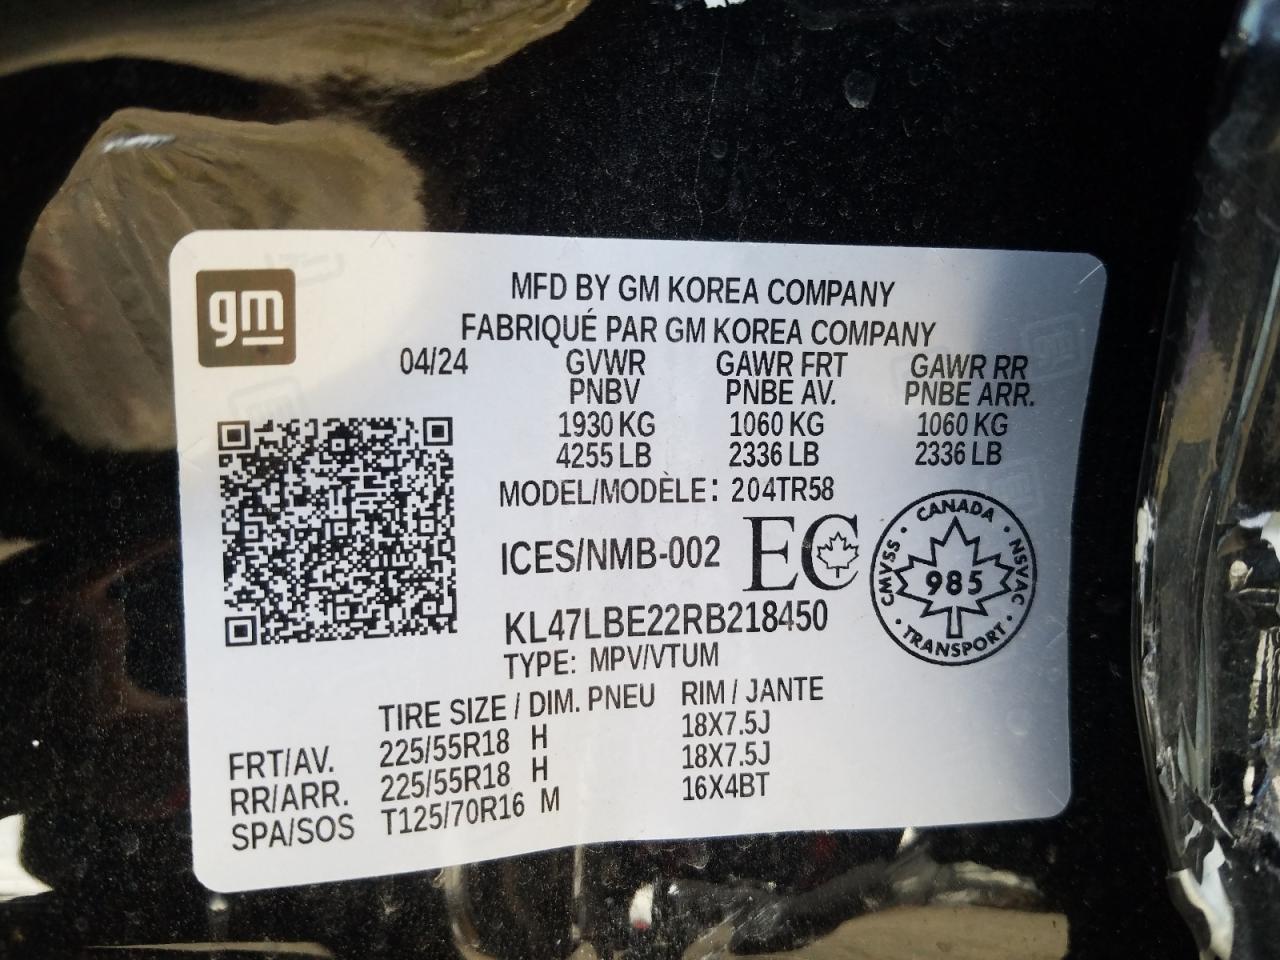 gm
MFD BY GM KOREA COMPANY
FABRIQUÉ PAR GM KOREA COMPANY
04/24 GVWR GAWR FRT GAWR RR
PNBV PNBE AV. PNBE ARR.
1930 KG 1060 KG 1060 KG
4255 LB 2336 LB 2336 LB
MODEL/MODÈLE: 204TR58
ICES/NMB-002 EC
CANADA
CMVSS · 985 · NSVAC
TRANSPORT
KL47LBE22RB218450
TYPE: MPV/VTUM
TIRE SIZE / DIM. PNEU RIM / JANTE
FRT/AV. 225/55R18 H 18X7.5J
RR/ARR. 225/55R18 H 18X7.5J
SPA/SOS T125/70R16 M 16X4BT